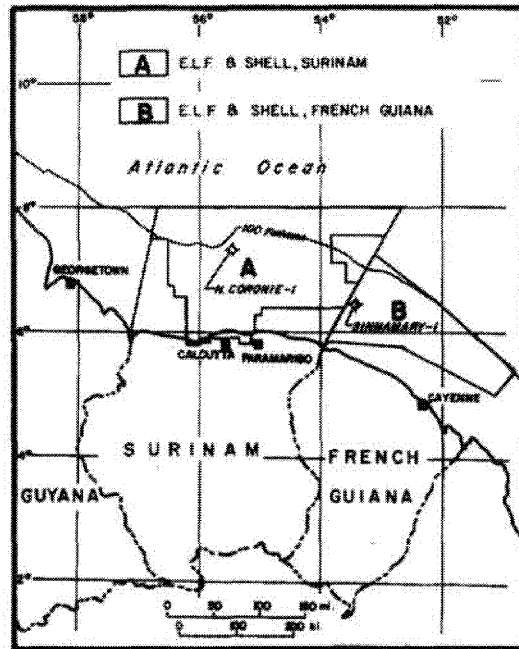 58° 56° 54° 52°
10°
A E.L.F. & SHELL, SURINAM
B E.L.F. & SHELL, FRENCH GUIANA
Atlantic Ocean
8°
100 Fathoms
A
N. CORONIE-1
GEORGETOWN
B
SINNAMARY-1
6°
CALCUTTA PARAMARIBO
CAYENNE
SURINAM
FRENCH
GUIANA
4°
GUYANA
2°
0 50 100 150 mi.
0 100 200 km.